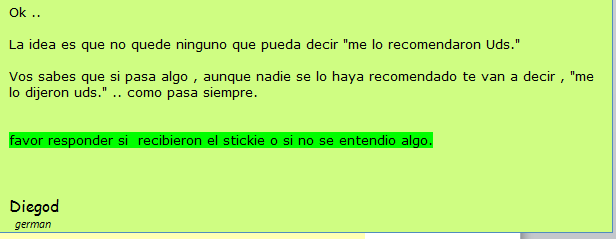 Ok ..
La idea es que no quede ninguno que pueda decir "me lo recomendaron Uds."
Vos sabes que si pasa algo , aunque nadie se lo haya recomendado te van a decir , "me
lo dijeron uds." .. como pasa siempre.
favor responder si  recibieron el stickie o si no se entendio algo.
Diegod
german